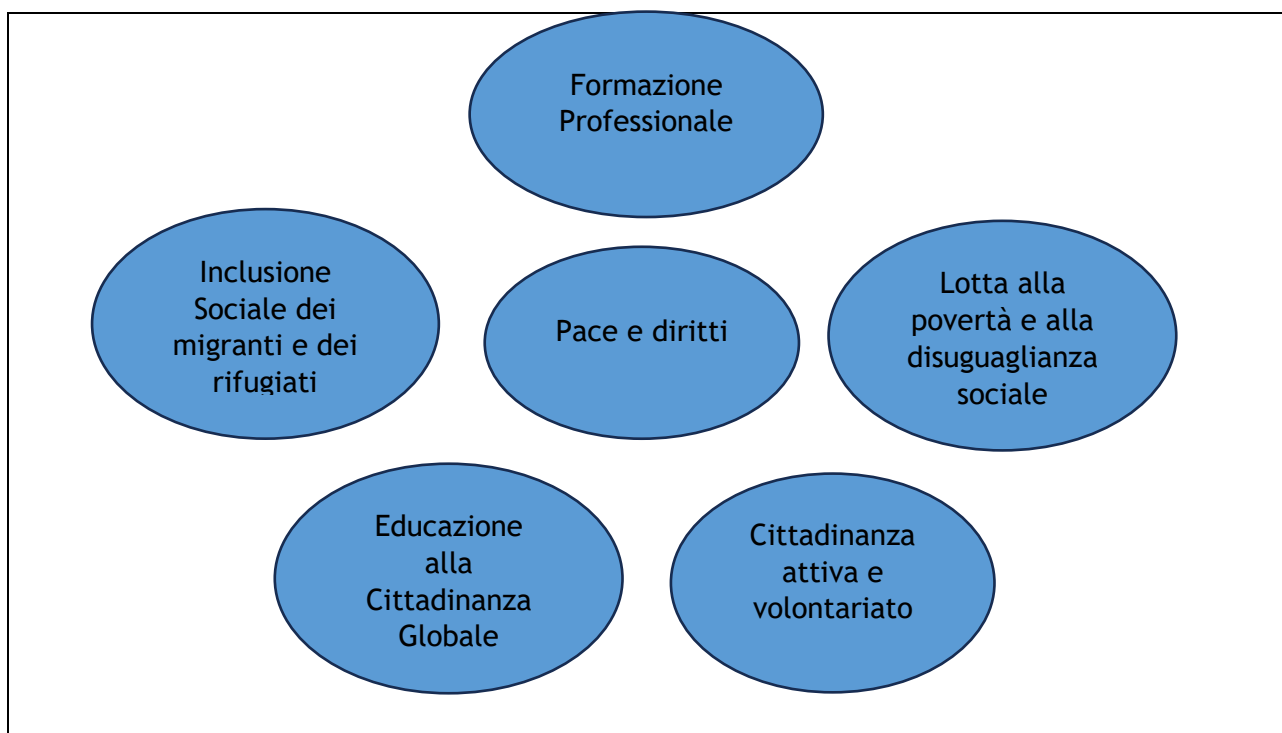 Formazione
Professionale
Inclusione
Sociale dei
migranti e dei
rifugiati
Pace e diritti
Lotta alla
povertà e alla
disuguaglianza
sociale
Educazione
alla
Cittadinanza
Globale
Cittadinanza
attiva e
volontariato